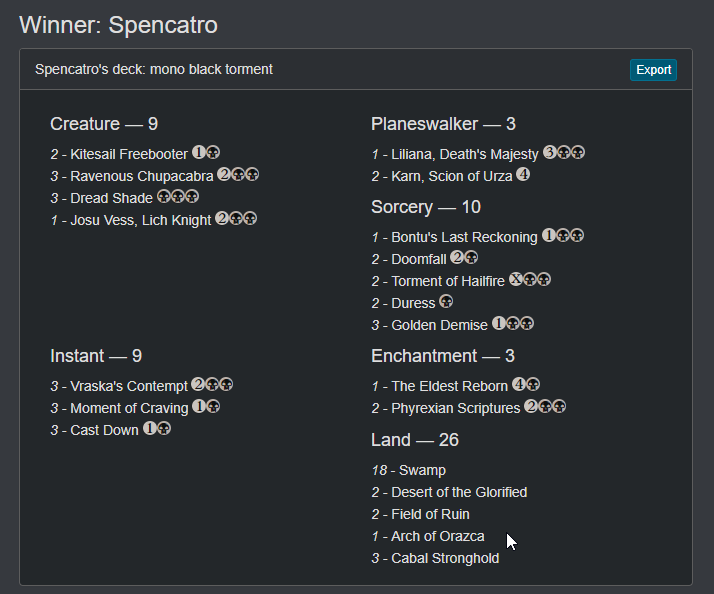 Winner: Spencatro
Spencatro's deck: mono black torment
Export
Creature — 9
2 - Kitesail Freebooter 1
3 - Ravenous Chupacabra 2
3 - Dread Shade
1 - Josu Vess, Lich Knight 2
Planeswalker — 3
1 - Liliana, Death's Majesty 3
2 - Karn, Scion of Urza 4
Sorcery — 10
1 - Bontu's Last Reckoning 1
2 - Doomfall 2
2 - Torment of Hailfire X
2 - Duress
3 - Golden Demise 1
Instant — 9
3 - Vraska's Contempt 2
3 - Moment of Craving 1
3 - Cast Down 1
Enchantment — 3
1 - The Eldest Reborn 4
2 - Phyrexian Scriptures 2
Land — 26
18 - Swamp
2 - Desert of the Glorified
2 - Field of Ruin
1 - Arch of Orazca
3 - Cabal Stronghold